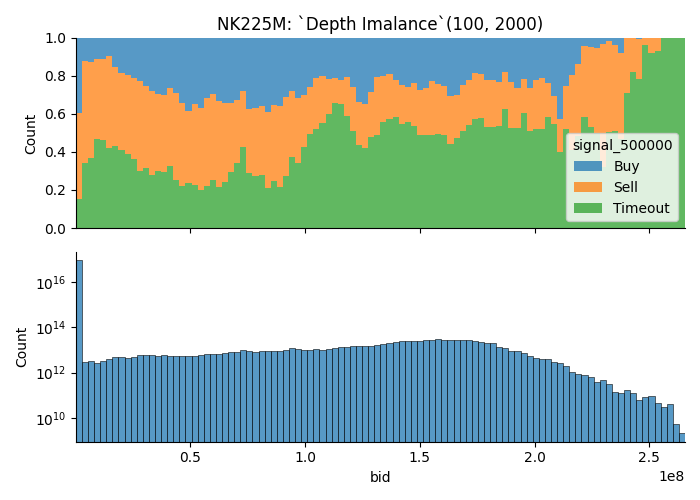 NK225M: `Depth Imalance`(100, 2000)
1.0
0.8
0.6
0.4
0.2
0.0
Count
signal_500000
Buy
Sell
Timeout
10^16
10^14
10^12
10^10
Count
0.5
1.0
1.5
2.0
2.5
1e8
bid